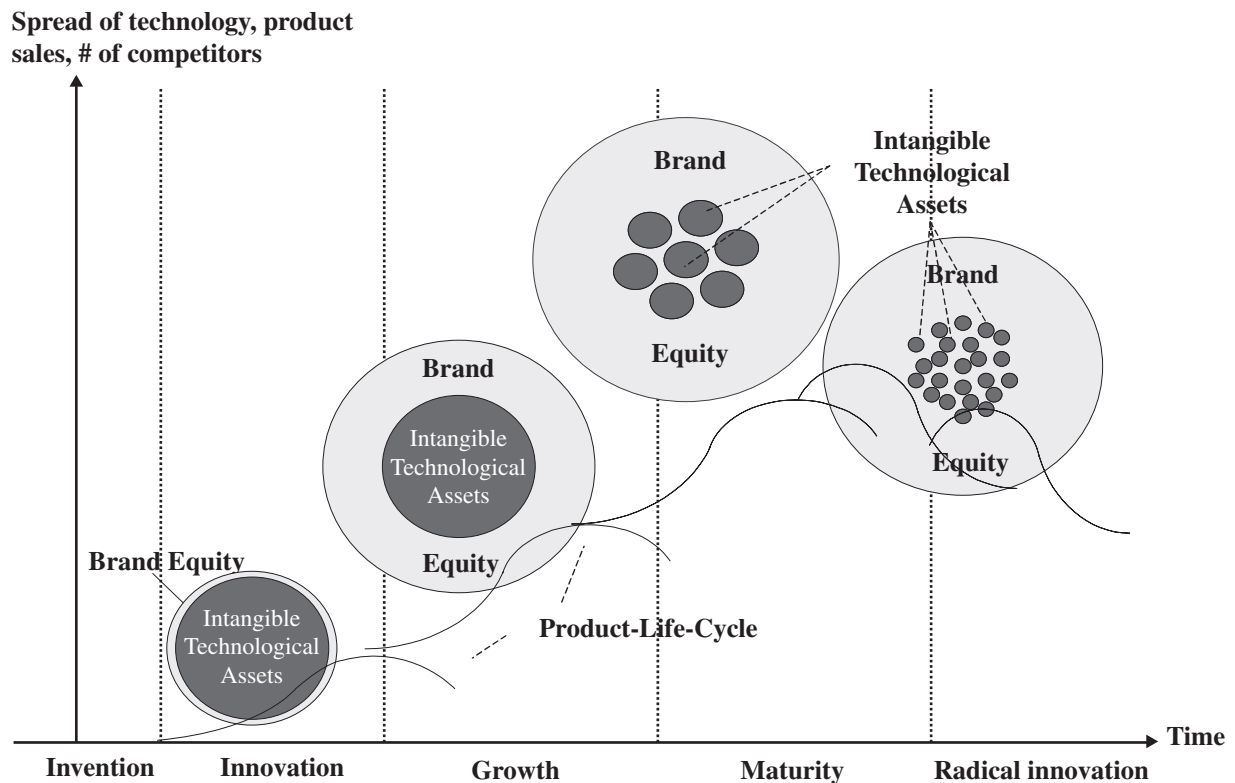 Spread of technology, product
sales, # of competitors
Intangible
Technological
Assets
Brand
Equity
Brand
Equity
Brand
Intangible
Technological
Assets
Equity
Brand Equity
Intangible
Technological
Assets
Product-Life-Cycle
Time
Invention
Innovation
Growth
Maturity
Radical innovation